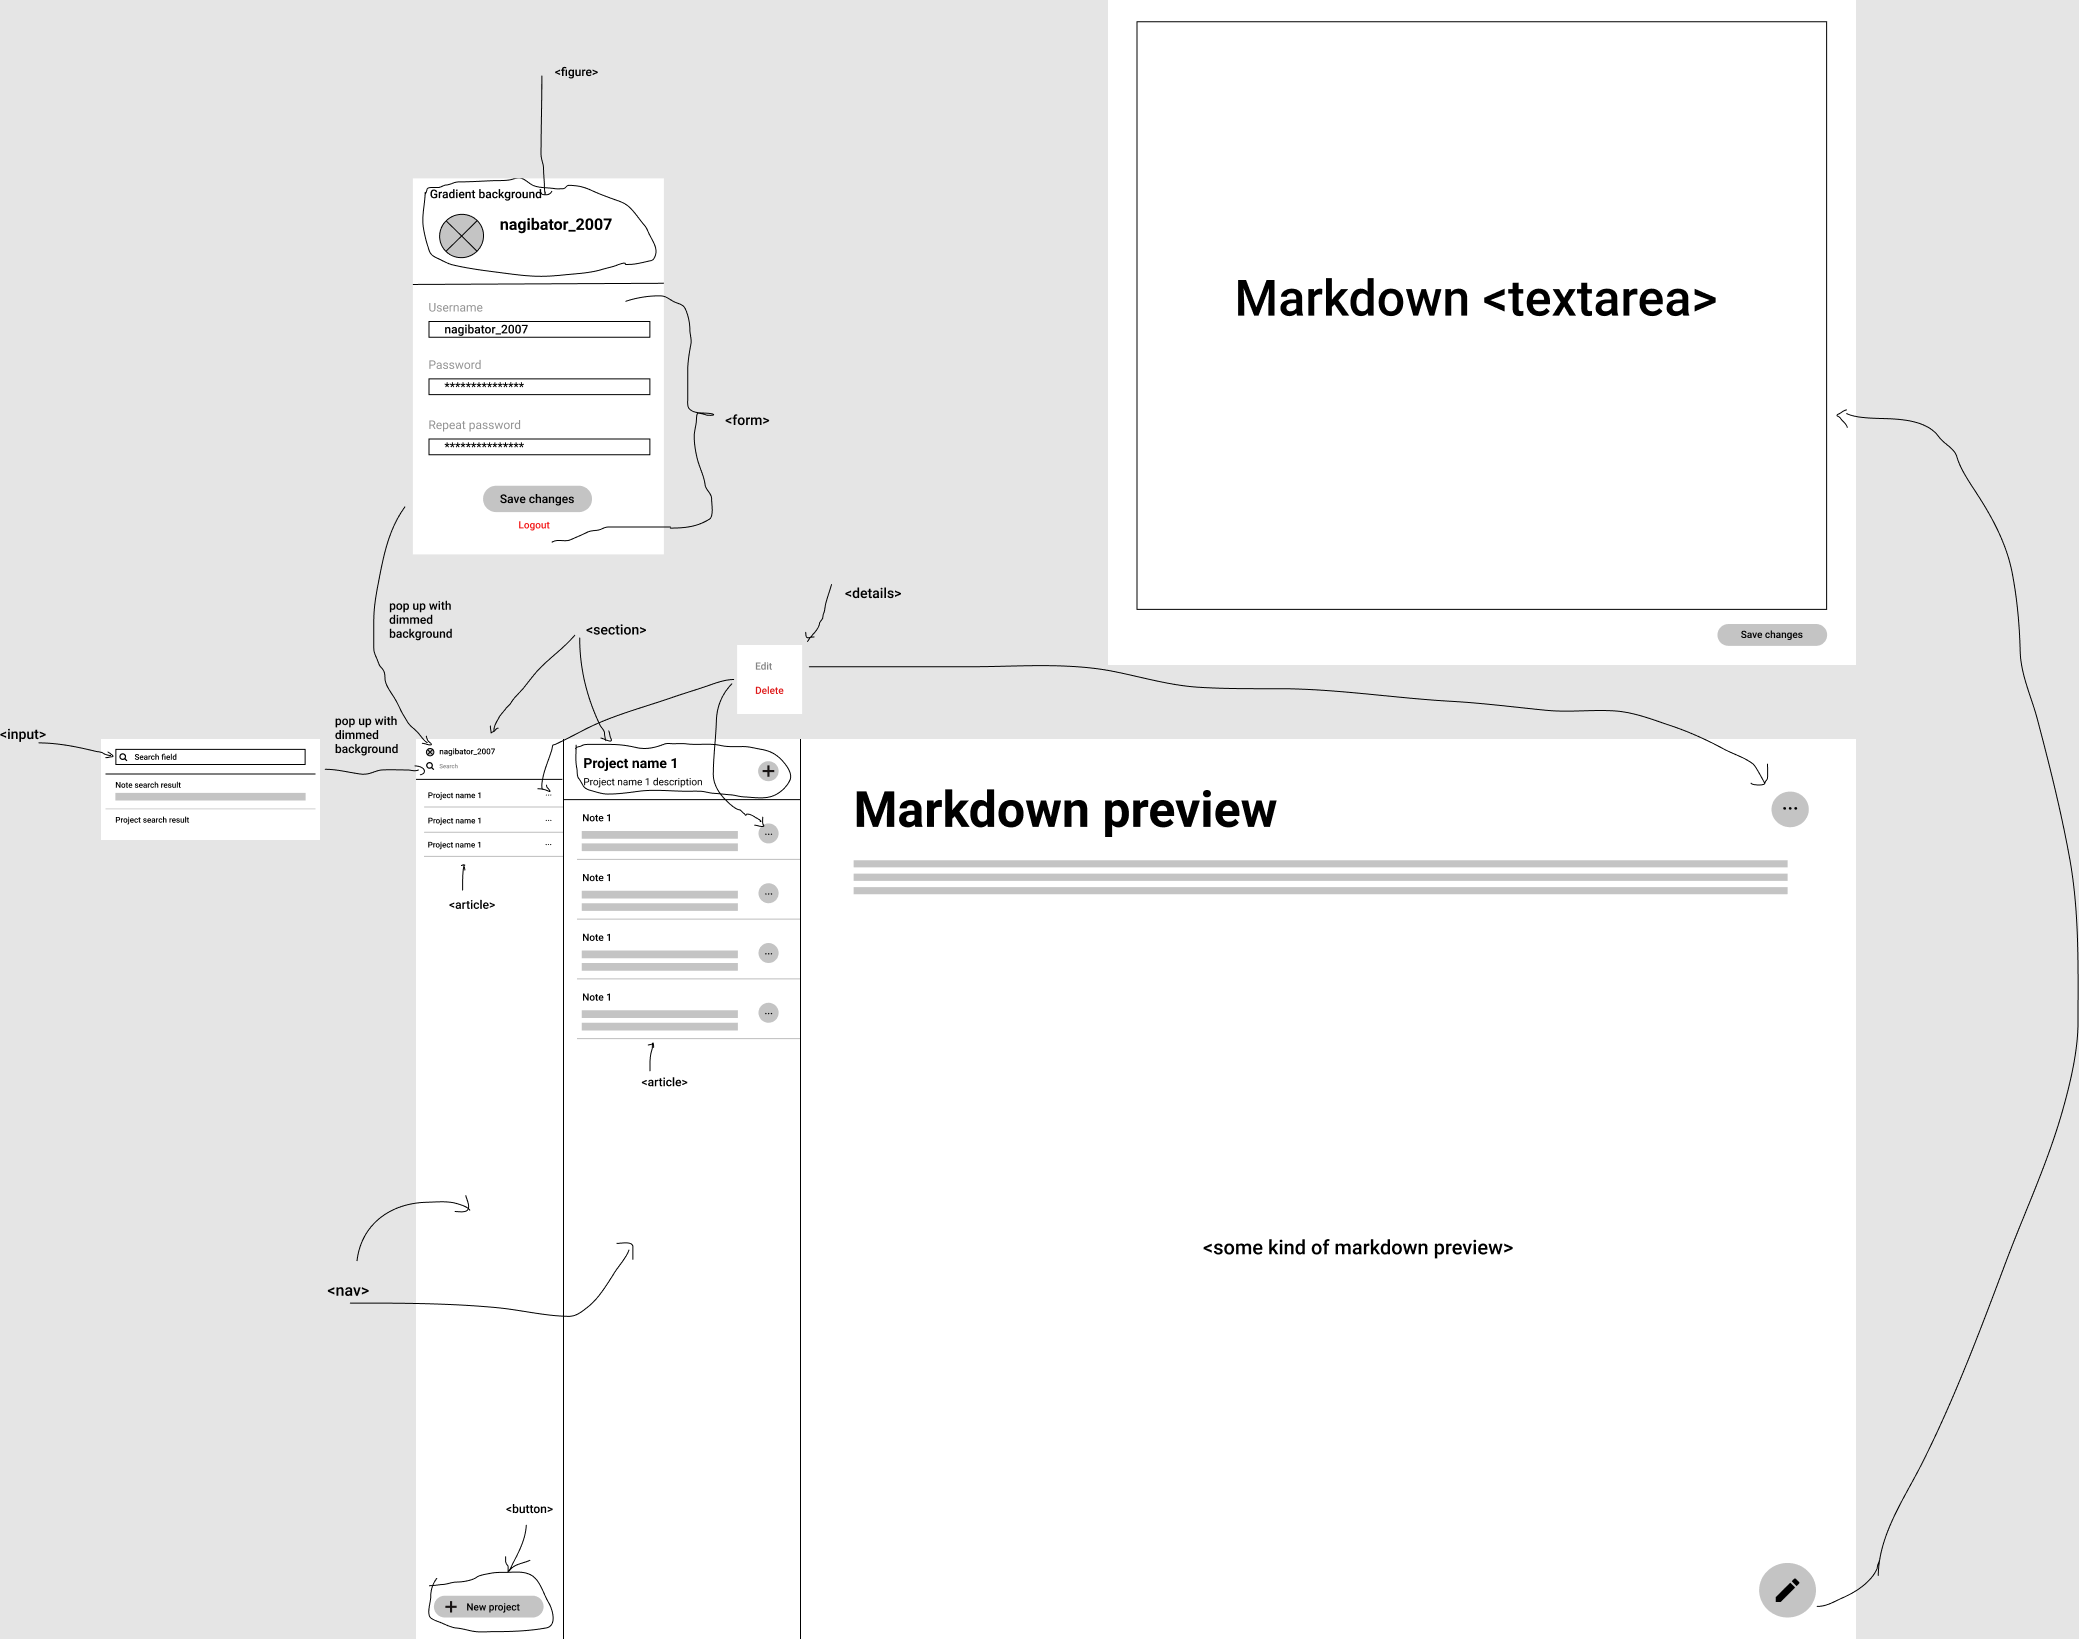 <figure>
Gradient background
nagibator_2007
Username
nagibator_2007
Password
***************
Repeat password
***************
Save changes
Logout
<form>
Markdown <textarea>
Save changes
pop up with
dimmed
background
<section>
<details>
Edit
Delete
<input>
Search field
Note search result
Project search result
pop up with
dimmed
background
nagibator_2007
Search
Project name 1
...
Project name 1
...
Project name 1
...
<article>
Project name 1
Project name 1 description
Note 1
...
Note 1
...
Note 1
...
Note 1
...
<article>
Markdown preview
...
<some kind of markdown preview>
<nav>
<button>
New project